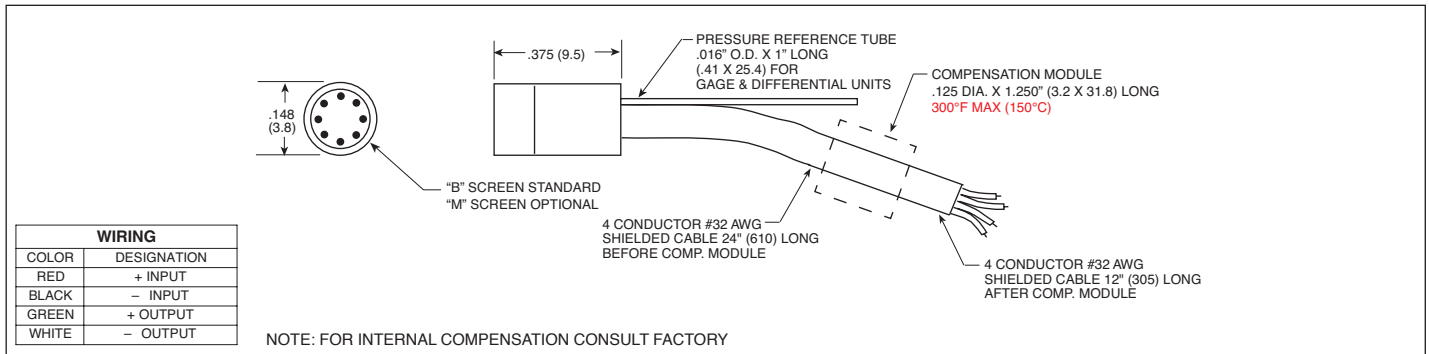 .375 (9.5)
PRESSURE REFERENCE TUBE
.016" O.D. X 1" LONG
(.41 X 25.4) FOR
GAGE & DIFFERENTIAL UNITS
COMPENSATION MODULE
.125 DIA. X 1.250" (3.2 X 31.8) LONG
300°F MAX (150°C)
.148
(3.8)
"B" SCREEN STANDARD
"M" SCREEN OPTIONAL
4 CONDUCTOR #32 AWG
SHIELDED CABLE 24" (610) LONG
BEFORE COMP. MODULE
4 CONDUCTOR #32 AWG
SHIELDED CABLE 12" (305) LONG
AFTER COMP. MODULE
WIRING
COLOR DESIGNATION
RED + INPUT
BLACK – INPUT
GREEN + OUTPUT
WHITE – OUTPUT
NOTE: FOR INTERNAL COMPENSATION CONSULT FACTORY